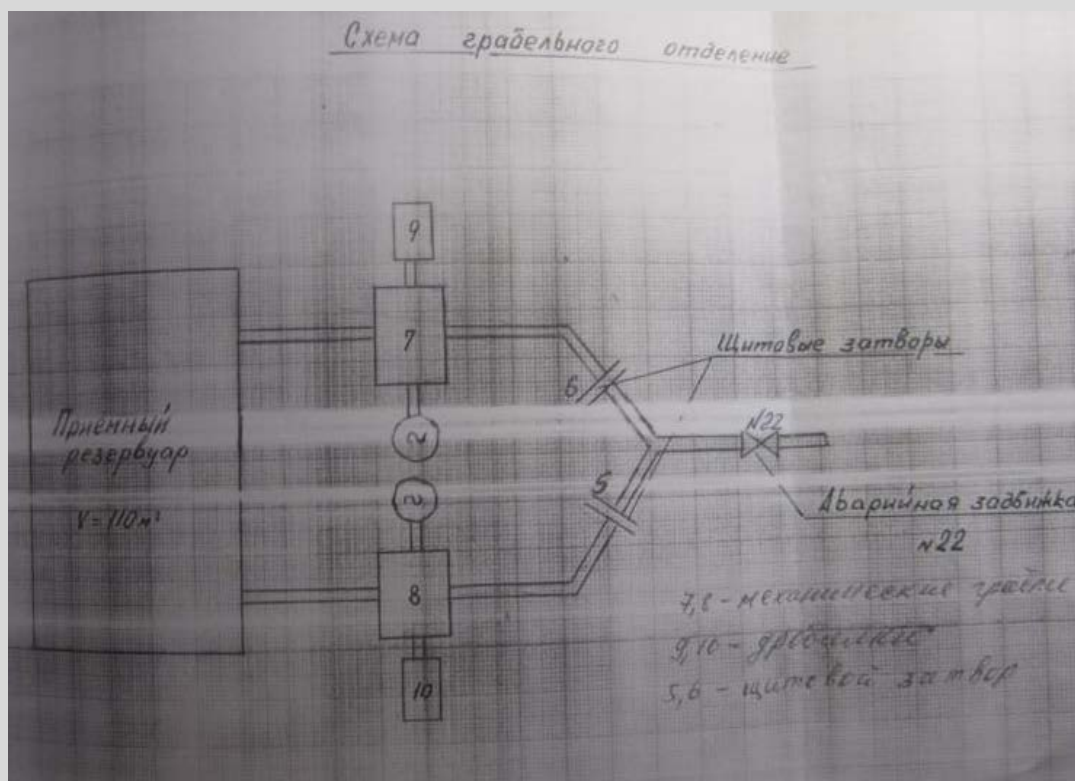 Схема грабельного отделение
9
7
Щитовые затворы
6
Приёмный
резервуар
N22
~
~
5
V=110м³
Аварийная задвижка
N22
8
7,8 - механические грабли
9,10 - дробилки
10
5,6 - щитовой затвор